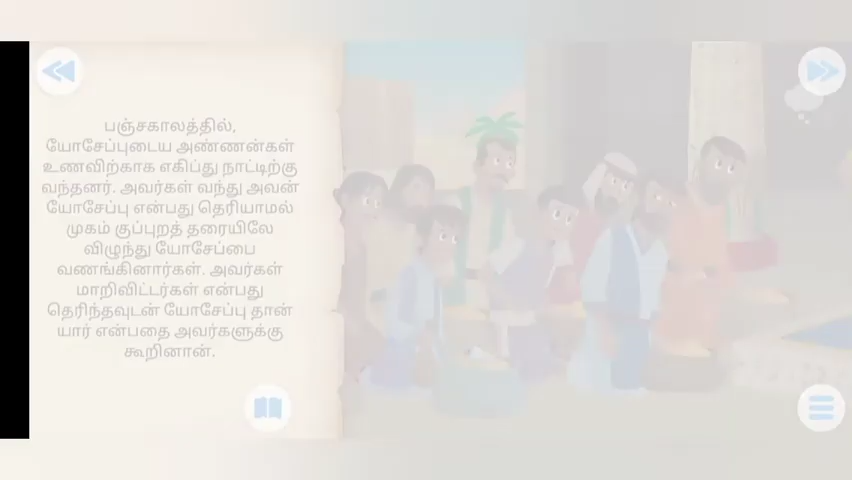 பஞ்சகாலத்தில்,
யோசேப்புடைய அண்ணன்கள்
உணவிற்காக எகிப்து நாட்டிற்கு
வந்தனர். அவர்கள் வந்து அவன்
யோசேப்பு என்பது தெரியாமல்
முகம் குப்புறத் தரையிலே
விழுந்து யோசேப்பை
வணங்கினார்கள். அவர்கள்
மாறிவிட்டர்கள் என்பது
தெரிந்தவுடன் யோசேப்பு தான்
யார் என்பதை அவர்களுக்கு
கூறினான்.